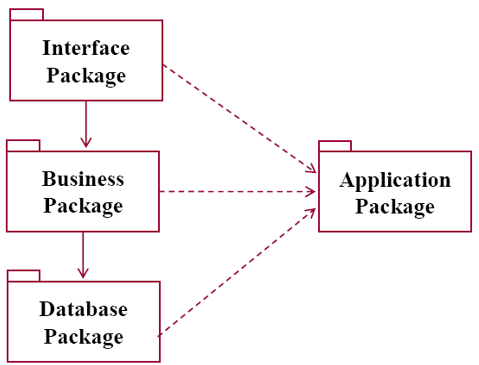 Interface
Package
Business
Package
Application
Package
Database
Package